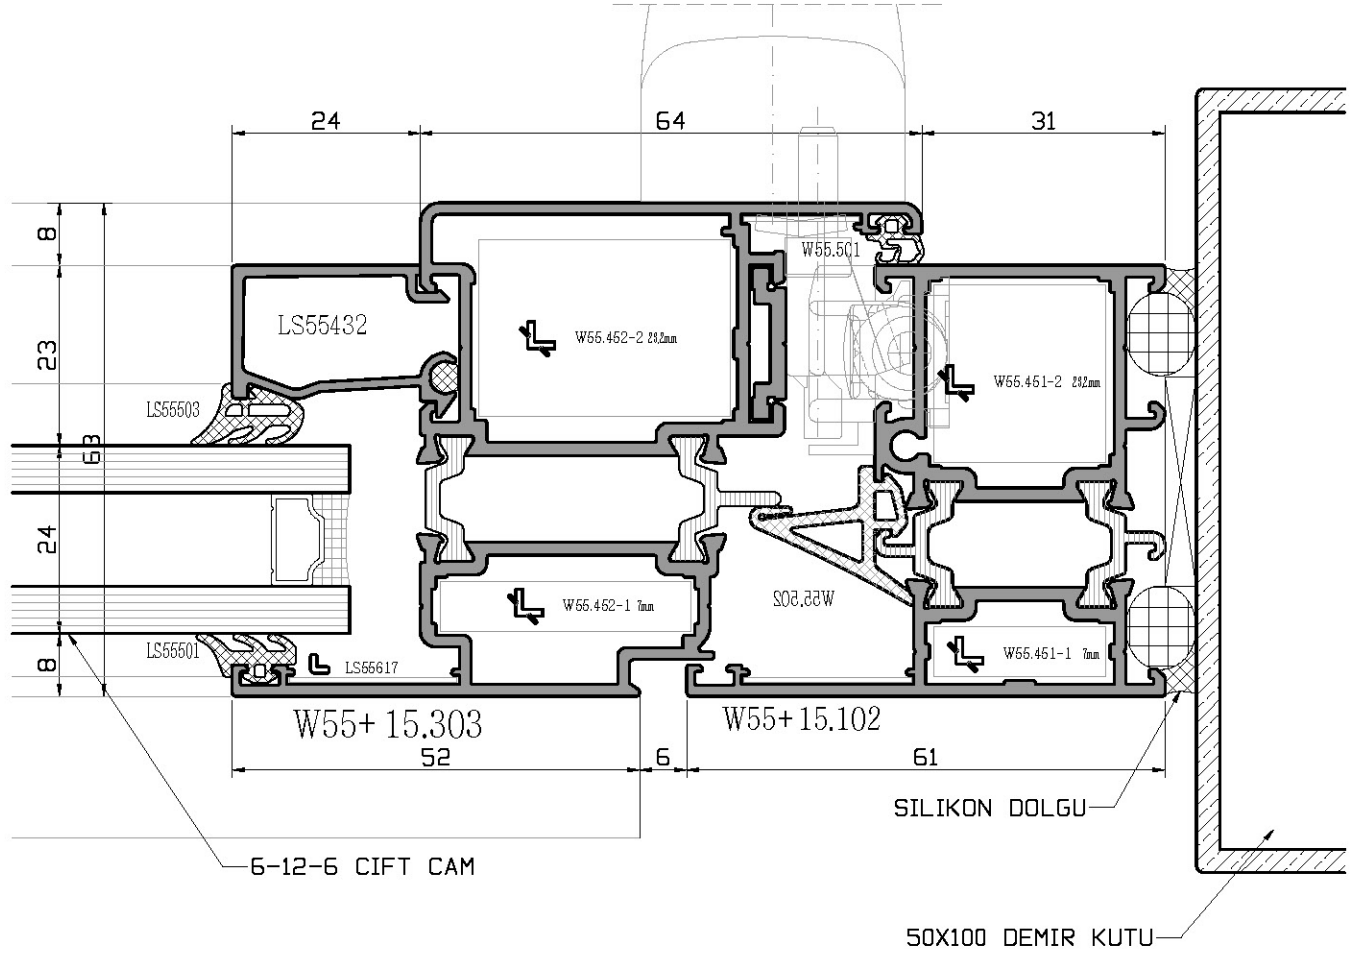 24
64
31
8
W55.501
LS55432
W55.452-2 23,2mm
23
W55.451-2 23,2mm
LS55503
63
24
W55.502
W55.452-1 7mm
LS55501
LS55617
W55.451-1 7mm
8
W55+ 15.303
W55+15.102
52
6
61
SILIKON DOLGU
6-12-6 CIFT CAM
50X100 DEMIR KUTU